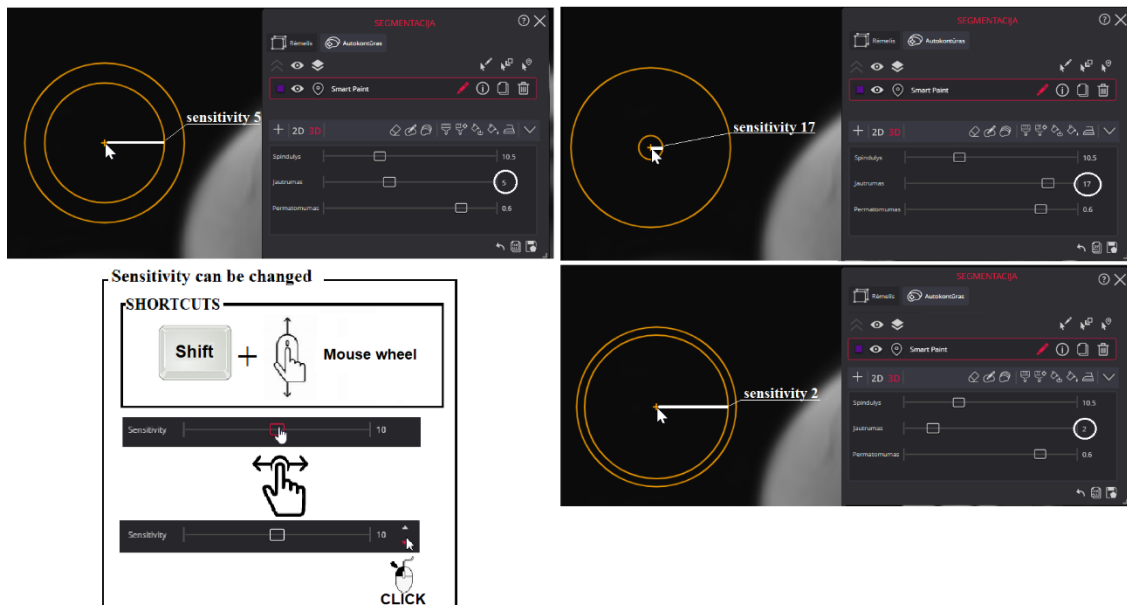 SEGMENTACIJA
Rėmelis Autokontūras
Smart Paint
2D 3D
Spindulys 10.5
Jautrumas 5
Permatomumas 0.6
sensitivity 5
SEGMENTACIJA
Rėmelis Autokontūras
Smart Paint
2D 3D
Spindulys 10.5
Jautrumas 17
Permatomumas 0.6
sensitivity 17
Sensitivity can be changed
SHORTCUTS
Shift + Mouse wheel
Sensitivity 10
Sensitivity 10
CLICK
SEGMENTACIJA
Rėmelis Autokontūras
Smart Paint
2D 3D
Spindulys 10.5
Jautrumas 2
Permatomumas 0.6
sensitivity 2